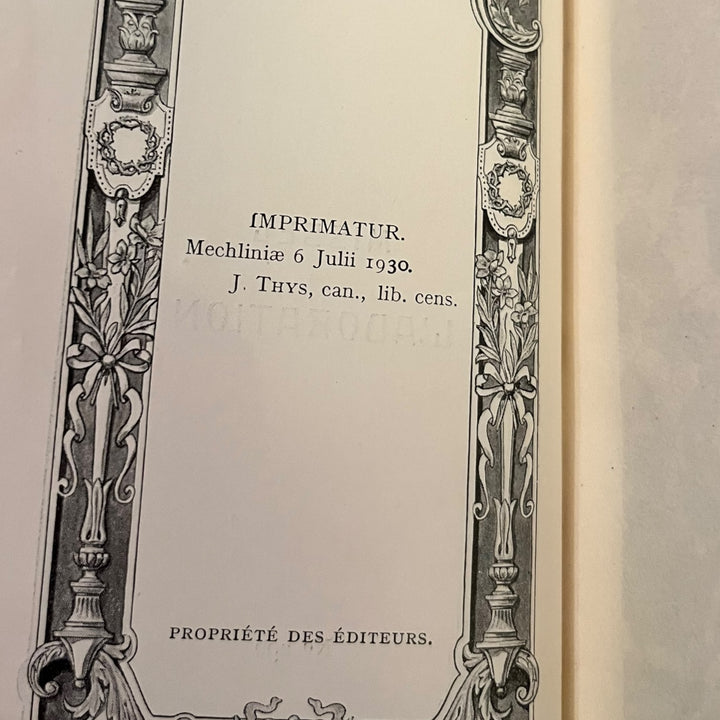 IMPRIMATUR.
Mechliniæ 6 Julii 1930.
J. THYS, can., lib. cens.
PROPRIÉTÉ DES ÉDITEURS.